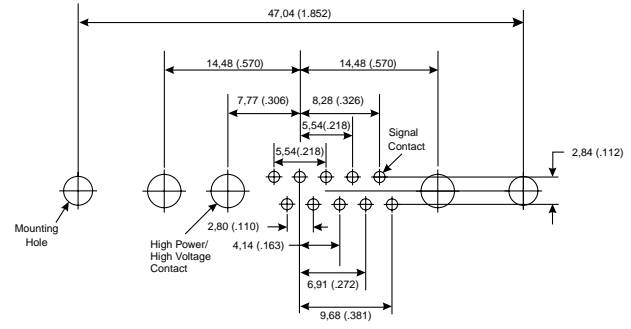 47,04 (1.852)
14,48 (.570)
14,48 (.570)
7,77 (.306)
8,28 (.326)
5,54(.218)
Signal
Contact
5,54(.218)
2,84 (.112)
Mounting
Hole
2,80 (.110)
High Power/
High Voltage
Contact
4,14 (.163)
6,91 (.272)
9,68 (.381)